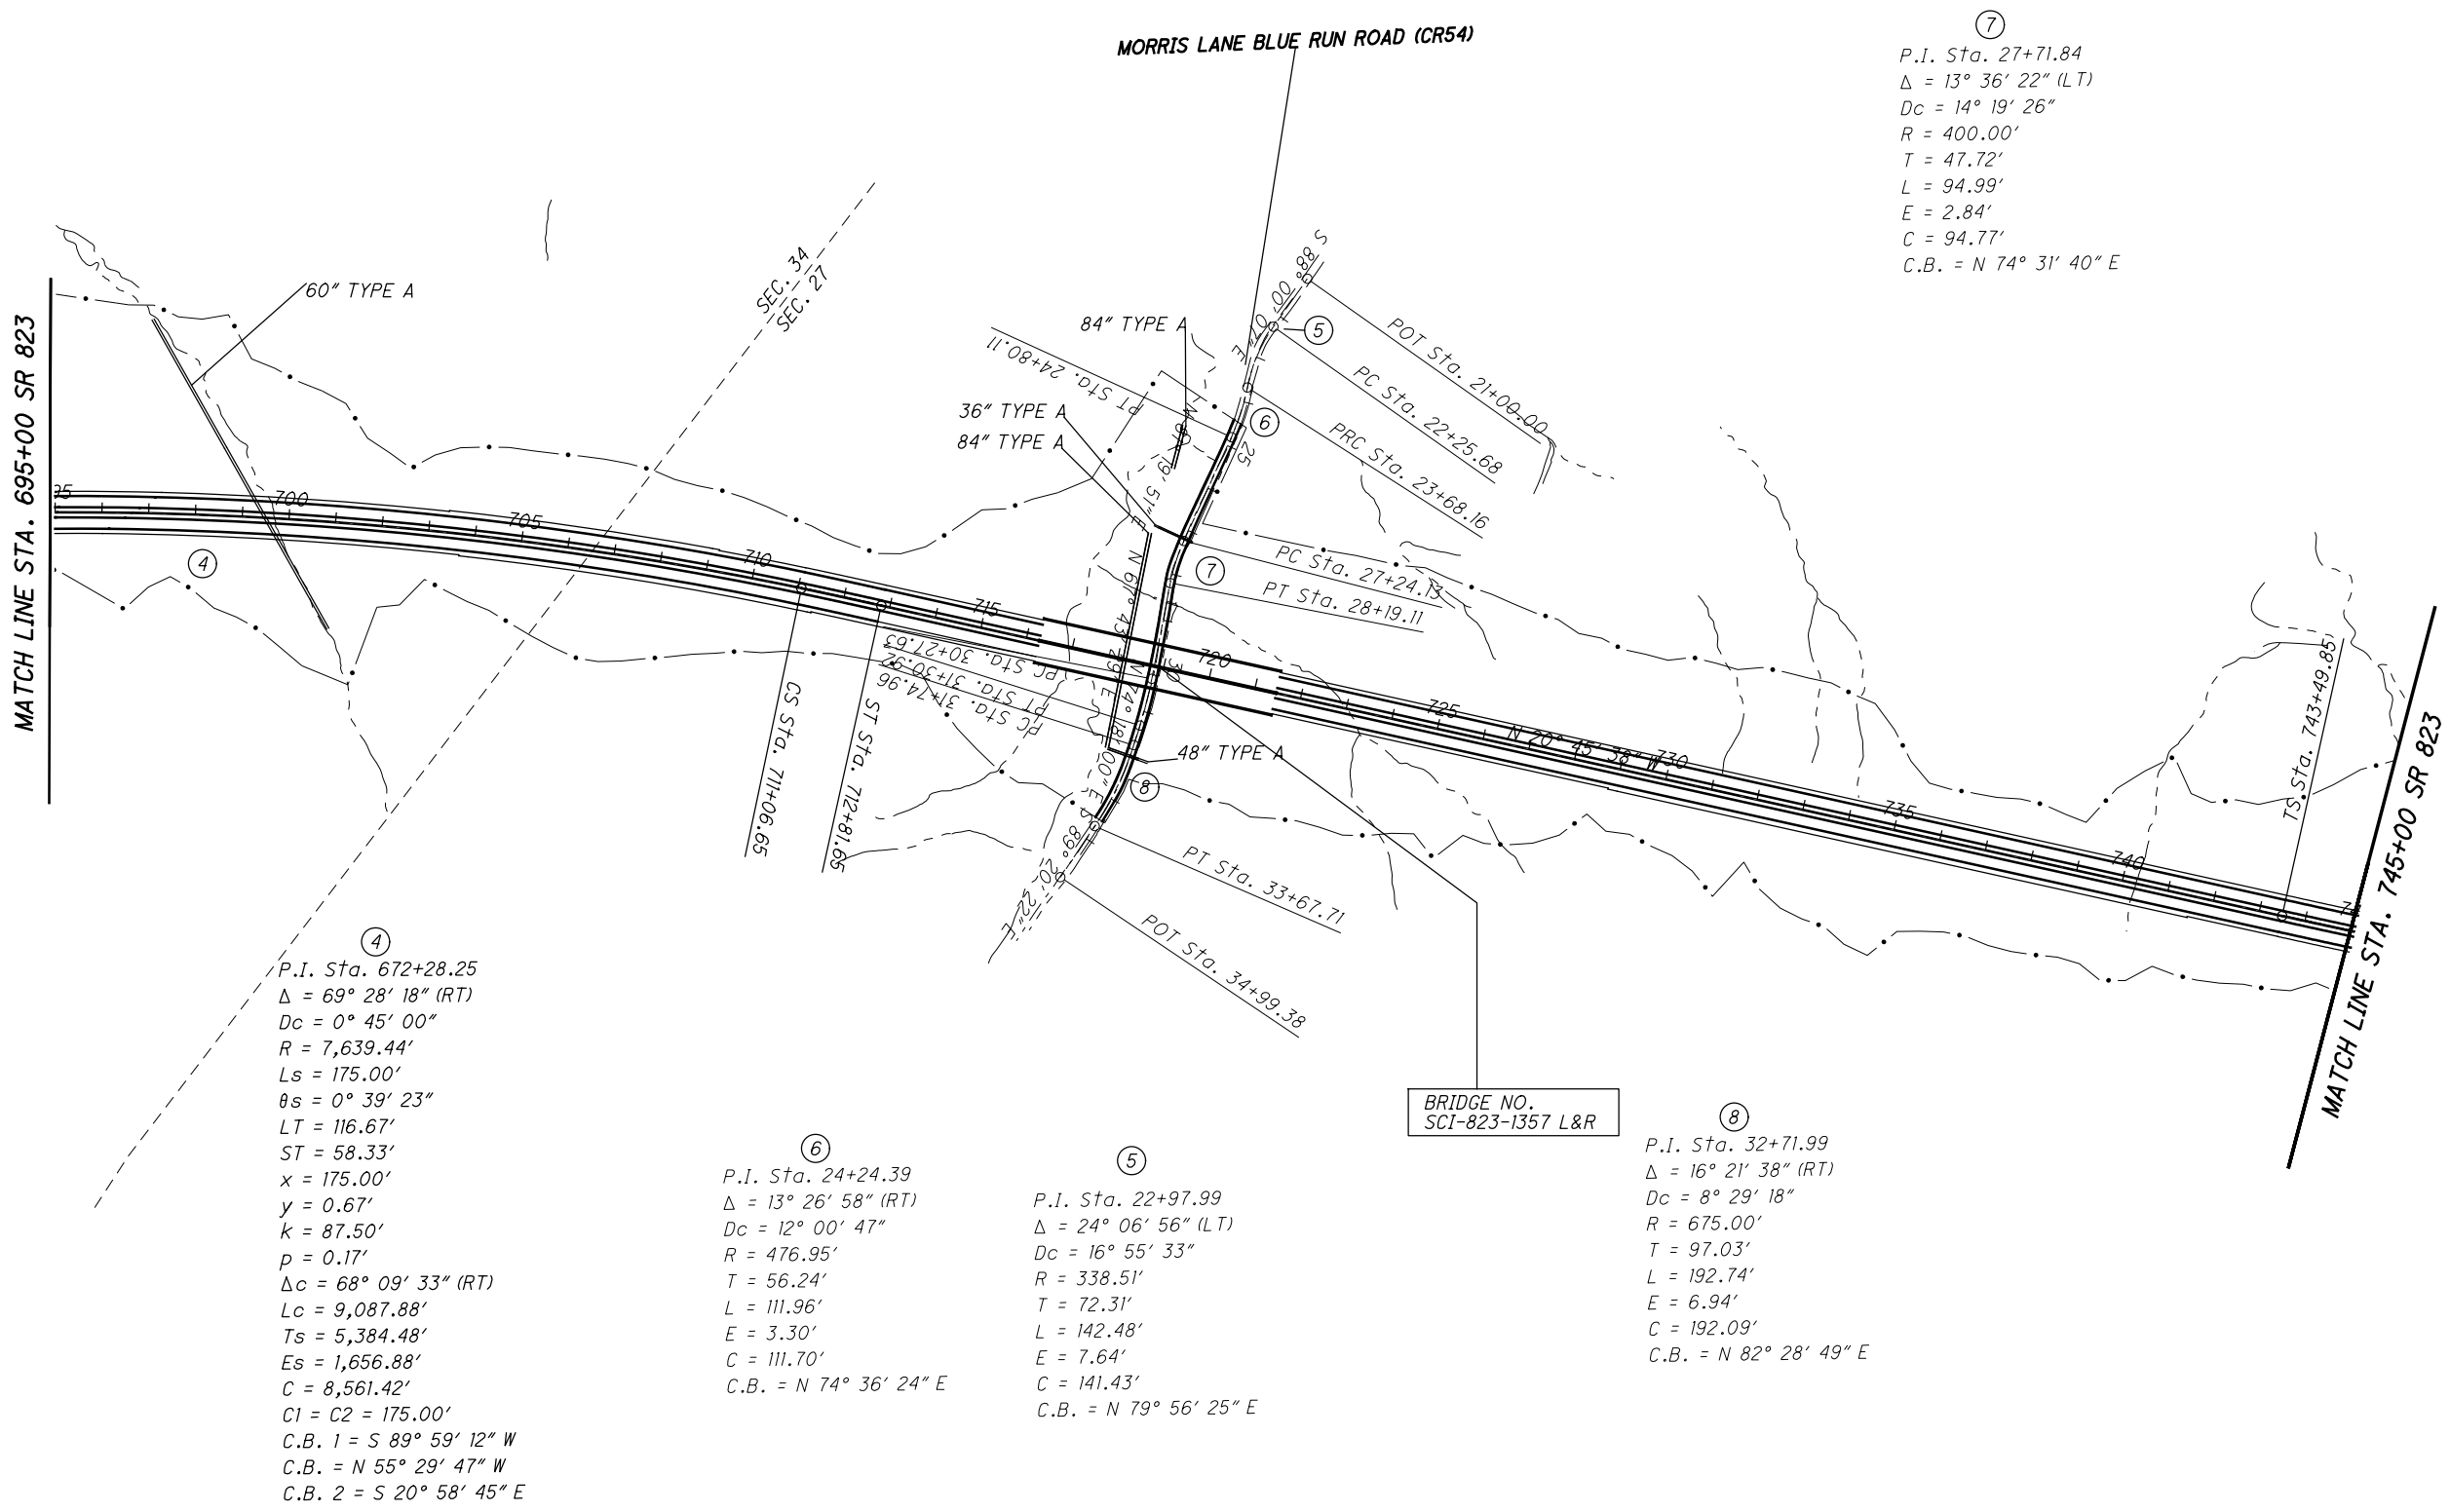 MORRIS LANE BLUE RUN ROAD (CR54)
7
P.I. Sta. 27+71.84
Δ = 13° 36' 22" (LT)
Dc = 14° 19' 26"
R = 400.00'
T = 47.72'
L = 94.99'
E = 2.84'
C = 94.77'
C.B. = N 74° 31' 40" E
MATCH LINE STA. 695+00 SR 823
60" TYPE A
SEC. 34
SEC. 27
84" TYPE A
36" TYPE A
84" TYPE A
PT Sta. 24+80.11
5
6
7
4
8
25
30
POT Sta. 21+00.00
PC Sta. 22+25.68
PRC Sta. 23+68.16
PC Sta. 27+24.13
PT Sta. 28+19.11
PC Sta. 30+27.63
PT Sta. 31+30.92
PC Sta. 31+74.96
N 67° 43' 29" E
N 74° 18' 00" E
700
705
710
715
720
725
730
735
740
N 20° 45' 38" W
CS Sta. 711+06.65
ST Sta. 712+81.65
48" TYPE A
PT Sta. 33+67.71
POT Sta. 34+99.38
TS Sta. 743+49.85
MATCH LINE STA. 745+00 SR 823
BRIDGE NO.
SCI-823-1357 L&R
4
P.I. Sta. 672+28.25
Δ = 69° 28' 18" (RT)
Dc = 0° 45' 00"
R = 7,639.44'
Ls = 175.00'
θs = 0° 39' 23"
LT = 116.67'
ST = 58.33'
x = 175.00'
y = 0.67'
k = 87.50'
p = 0.17'
Δc = 68° 09' 33" (RT)
Lc = 9,087.88'
Ts = 5,384.48'
Es = 1,656.88'
C = 8,561.42'
C1 = C2 = 175.00'
C.B. 1 = S 89° 59' 12" W
C.B. = N 55° 29' 47" W
C.B. 2 = S 20° 58' 45" E
6
P.I. Sta. 24+24.39
Δ = 13° 26' 58" (RT)
Dc = 12° 00' 47"
R = 476.95'
T = 56.24'
L = 111.96'
E = 3.30'
C = 111.70'
C.B. = N 74° 36' 24" E
5
P.I. Sta. 22+97.99
Δ = 24° 06' 56" (LT)
Dc = 16° 55' 33"
R = 338.51'
T = 72.31'
L = 142.48'
E = 7.64'
C = 141.43'
C.B. = N 79° 56' 25" E
8
P.I. Sta. 32+71.99
Δ = 16° 21' 38" (RT)
Dc = 8° 29' 18"
R = 675.00'
T = 97.03'
L = 192.74'
E = 6.94'
C = 192.09'
C.B. = N 82° 28' 49" E